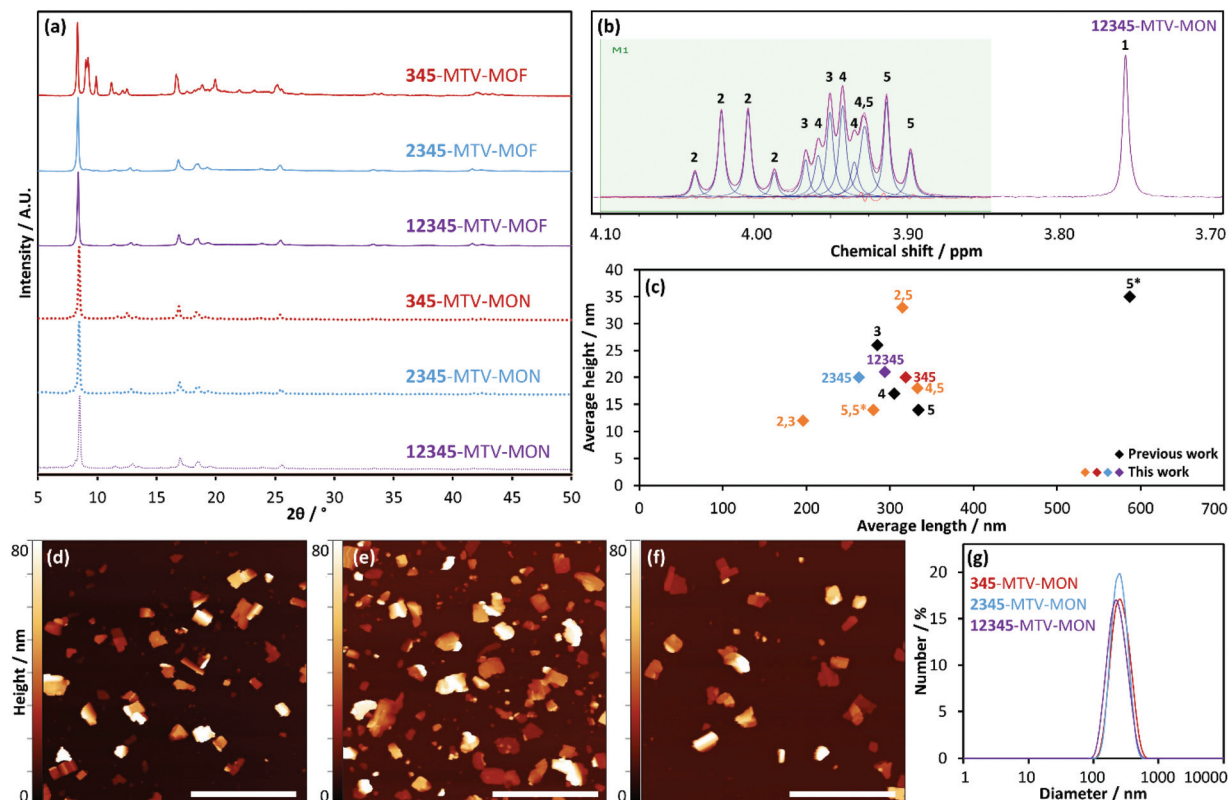 (a)
345-MTV-MOF
2345-MTV-MOF
12345-MTV-MOF
345-MTV-MON
2345-MTV-MON
12345-MTV-MON
Intensity / A.U.
5 10 15 20 25 30 35 40 45 50
2θ / °
(b)
12345-MTV-MON
M1
1
2 2 2 2 3 4 3 4 4 4,5 5 5
4.10 4.00 3.90 3.80 3.70
Chemical shift / ppm
(c)
40
35
30
25
20
15
10
5
0
Average height / nm
5*
2,5
3
12345
2345
345
4
4,5
5,5*
5
2,3
Previous work
This work
0 100 200 300 400 500 600 700
Average length / nm
80
(d)
Height / nm
0
80
(e)
0
80
(f)
0
(g)
345-MTV-MON
2345-MTV-MON
12345-MTV-MON
20
15
10
5
0
Number / %
1 10 100 1000 10000
Diameter / nm